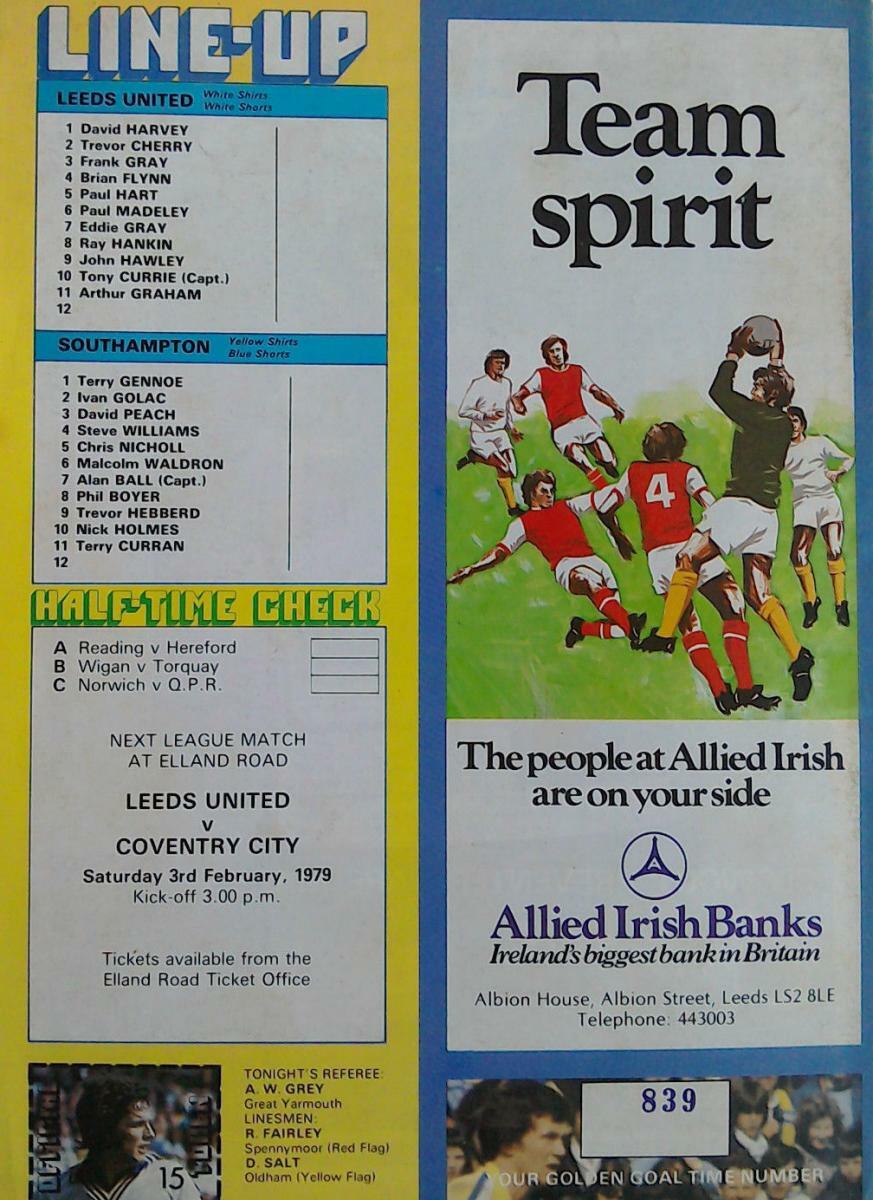 LINE-UP
LEEDS UNITED White Shirts
White Shorts
1 David HARVEY
2 Trevor CHERRY
3 Frank GRAY
4 Brian FLYNN
5 Paul HART
6 Paul MADELEY
7 Eddie GRAY
8 Ray HANKIN
9 John HAWLEY
10 Tony CURRIE (Capt.)
11 Arthur GRAHAM
12
SOUTHAMPTON Yellow Shirts
Blue Shorts
1 Terry GENNOE
2 Ivan GOLAC
3 David PEACH
4 Steve WILLIAMS
5 Chris NICHOLL
6 Malcolm WALDRON
7 Alan BALL (Capt.)
8 Phil BOYER
9 Trevor HEBBERD
10 Nick HOLMES
11 Terry CURRAN
12
HALF-TIME CHECK
A Reading v Hereford
B Wigan v Torquay
C Norwich v Q.P.R.
NEXT LEAGUE MATCH
AT ELLAND ROAD
LEEDS UNITED
v
COVENTRY CITY
Saturday 3rd February, 1979
Kick-off 3.00 p.m.
Tickets available from the
Elland Road Ticket Office
15
TONIGHT'S REFEREE:
A. W. GREY
Great Yarmouth
LINESMEN:
R. FAIRLEY
Spennymoor (Red Flag)
D. SALT
Oldham (Yellow Flag)
Team
spirit
4
The people at Allied Irish
are on your side
Allied Irish Banks
Ireland's biggest bank in Britain
Albion House, Albion Street, Leeds LS2 8LE
Telephone: 443003
839
YOUR GOLDEN GOAL TIME NUMBER